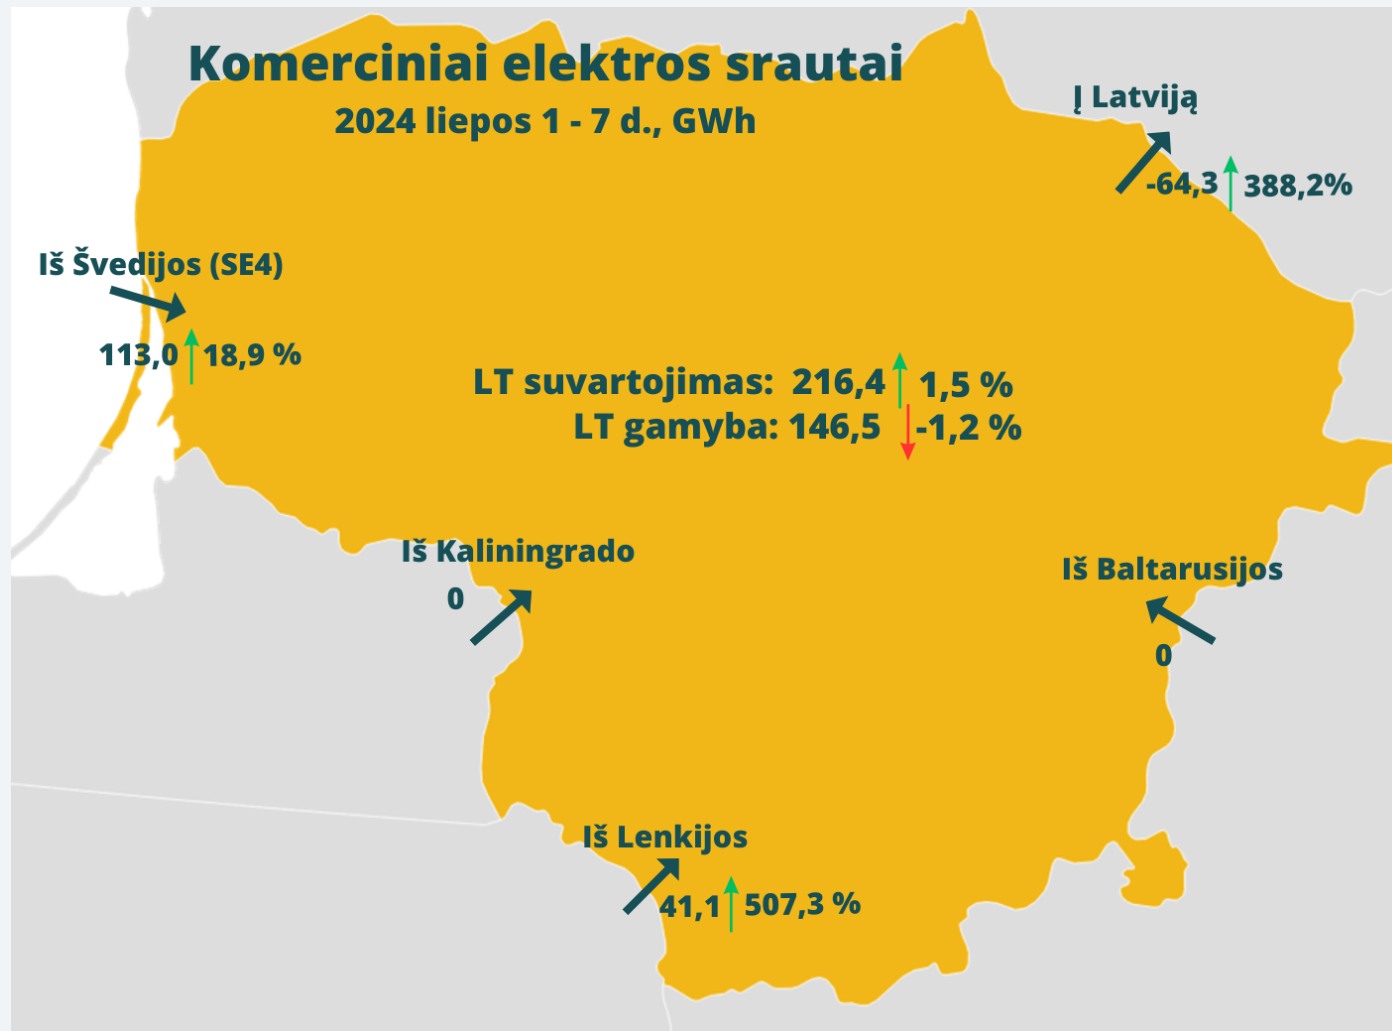 Komerciniai elektros srautai
2024 liepos 1 - 7 d., GWh
Į Latviją
-64,3 388,2%
Iš Švedijos (SE4)
113,0 18,9 %
LT suvartojimas: 216,4 1,5 %
LT gamyba: 146,5 -1,2 %
Iš Kaliningrado
0
Iš Baltarusijos
0
Iš Lenkijos
41,1 507,3 %